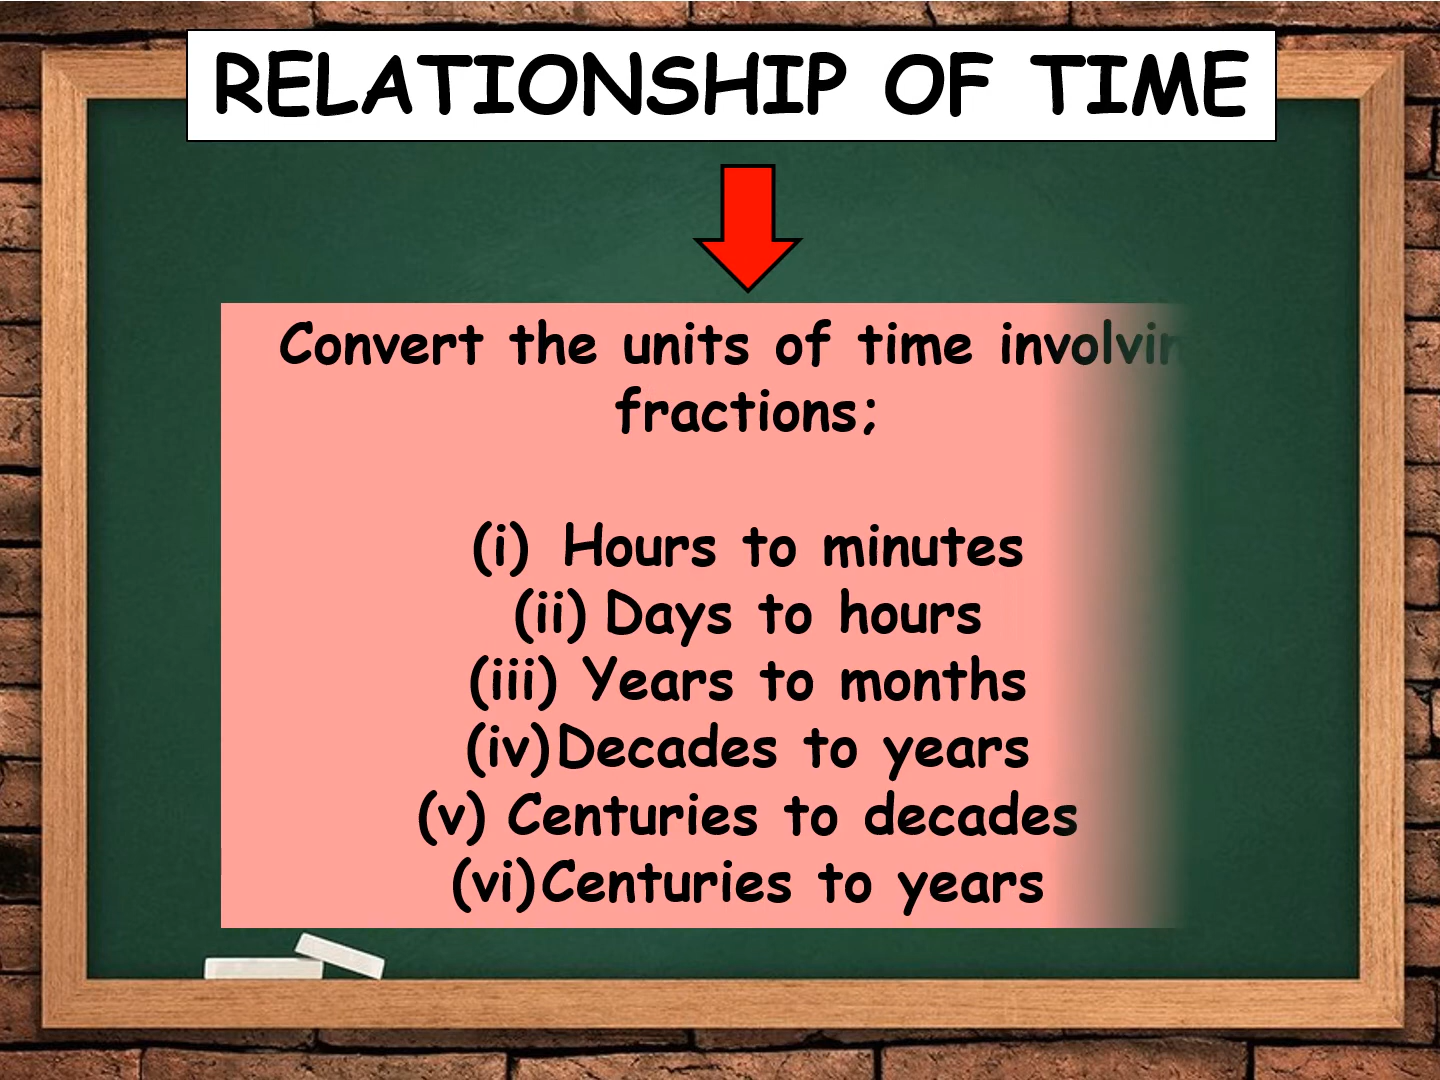 RELATIONSHIP OF TIME
Convert the units of time involvin
fractions;
(i) Hours to minutes
(ii) Days to hours
(iii) Years to months
(iv)Decades to years
(v) Centuries to decades
(vi)Centuries to years